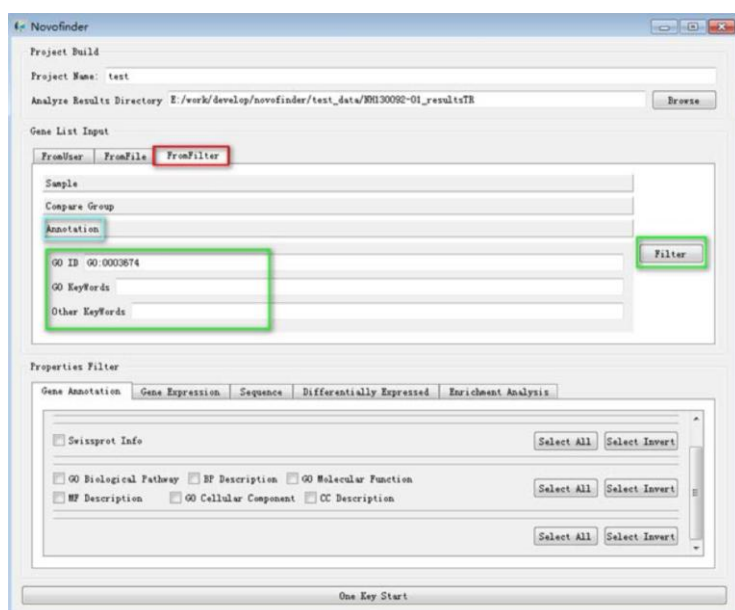 Novofinder
Project Build
Project Name: test
Analyze Results Directory E:/work/develop/novofinder/test_data/NH130092-01_resultsTR Browse
Gene List Input
FromUser FromFile FromFilter
Sample
Compare Group
Annotation
GO ID GO:0003674 Filter
GO KeyWords
Other KeyWords
Properties Filter
Gene Annotation Gene Expression Sequence Differentially Expressed Enrichment Analysis
Swissprot Info Select All Select Invert
GO Biological Pathway BP Description GO Molecular Function
MF Description GO Cellular Component CC Description Select All Select Invert
Select All Select Invert
One Key Start